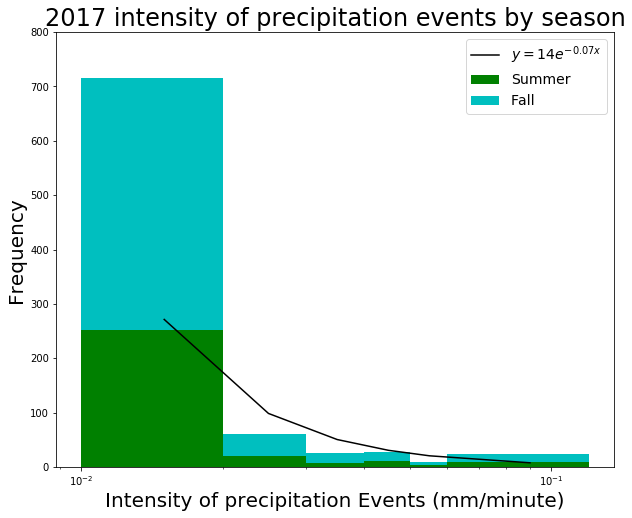 2017 intensity of precipitation events by season
y = 14e^{-0.07x}
Summer
Fall
Frequency
800
700
600
500
400
300
200
100
0
10^{-2} 10^{-1}
Intensity of precipitation Events (mm/minute)